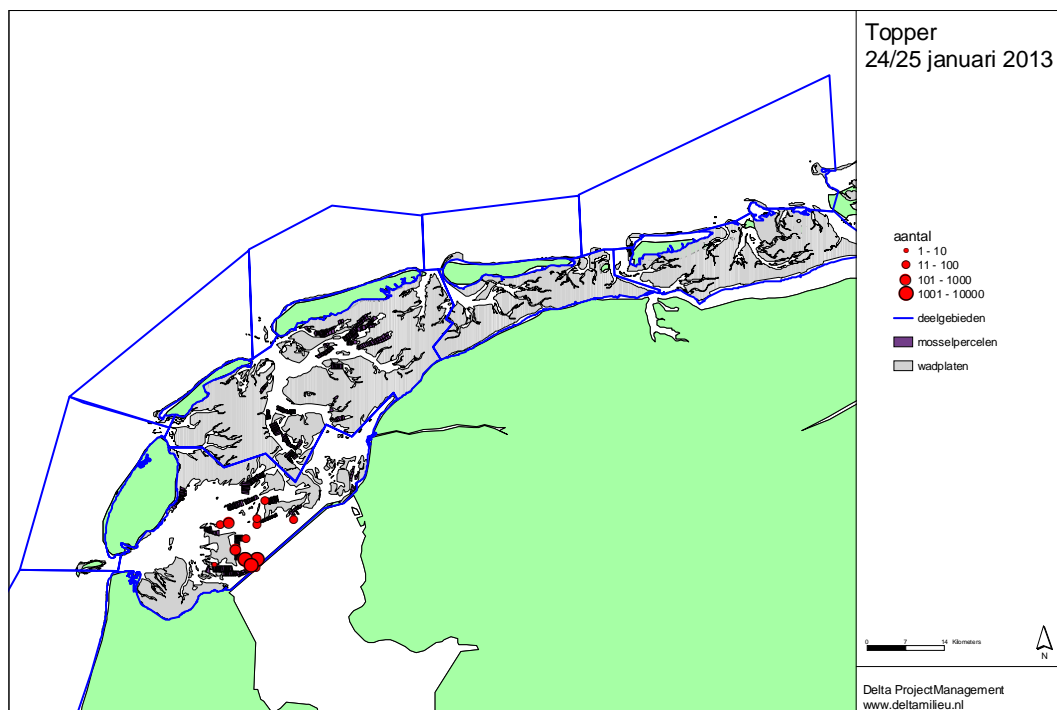 Topper
24/25 januari 2013
aantal
1 - 10
11 - 100
101 - 1000
1001 - 10000
deelgebieden
mosselpercelen
wadplaten
0 7 14 Kilometers
N
Delta ProjectManagement
www.deltamilieu.nl